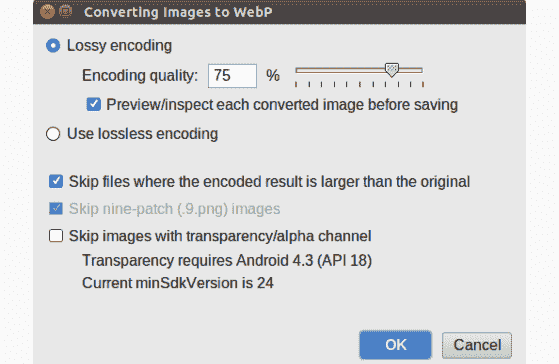 Converting Images to WebP
Lossy encoding
Encoding quality: 75 %
Preview/inspect each converted image before saving
Use lossless encoding
Skip files where the encoded result is larger than the original
Skip nine-patch (.9.png) images
Skip images with transparency/alpha channel
Transparency requires Android 4.3 (API 18)
Current minSdkVersion is 24
OK Cancel